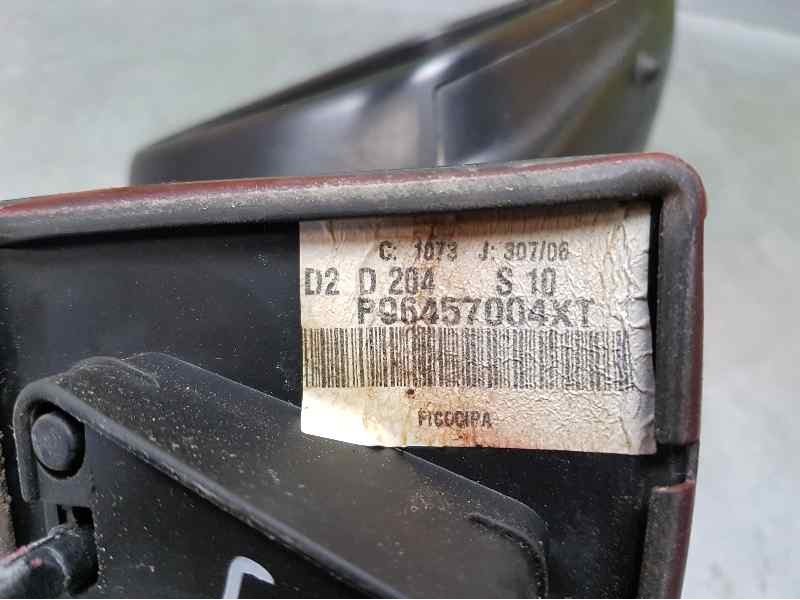 C: 1073 J: 307/06
D2 D 204 S 10
P96457004XT
FICOCIPA